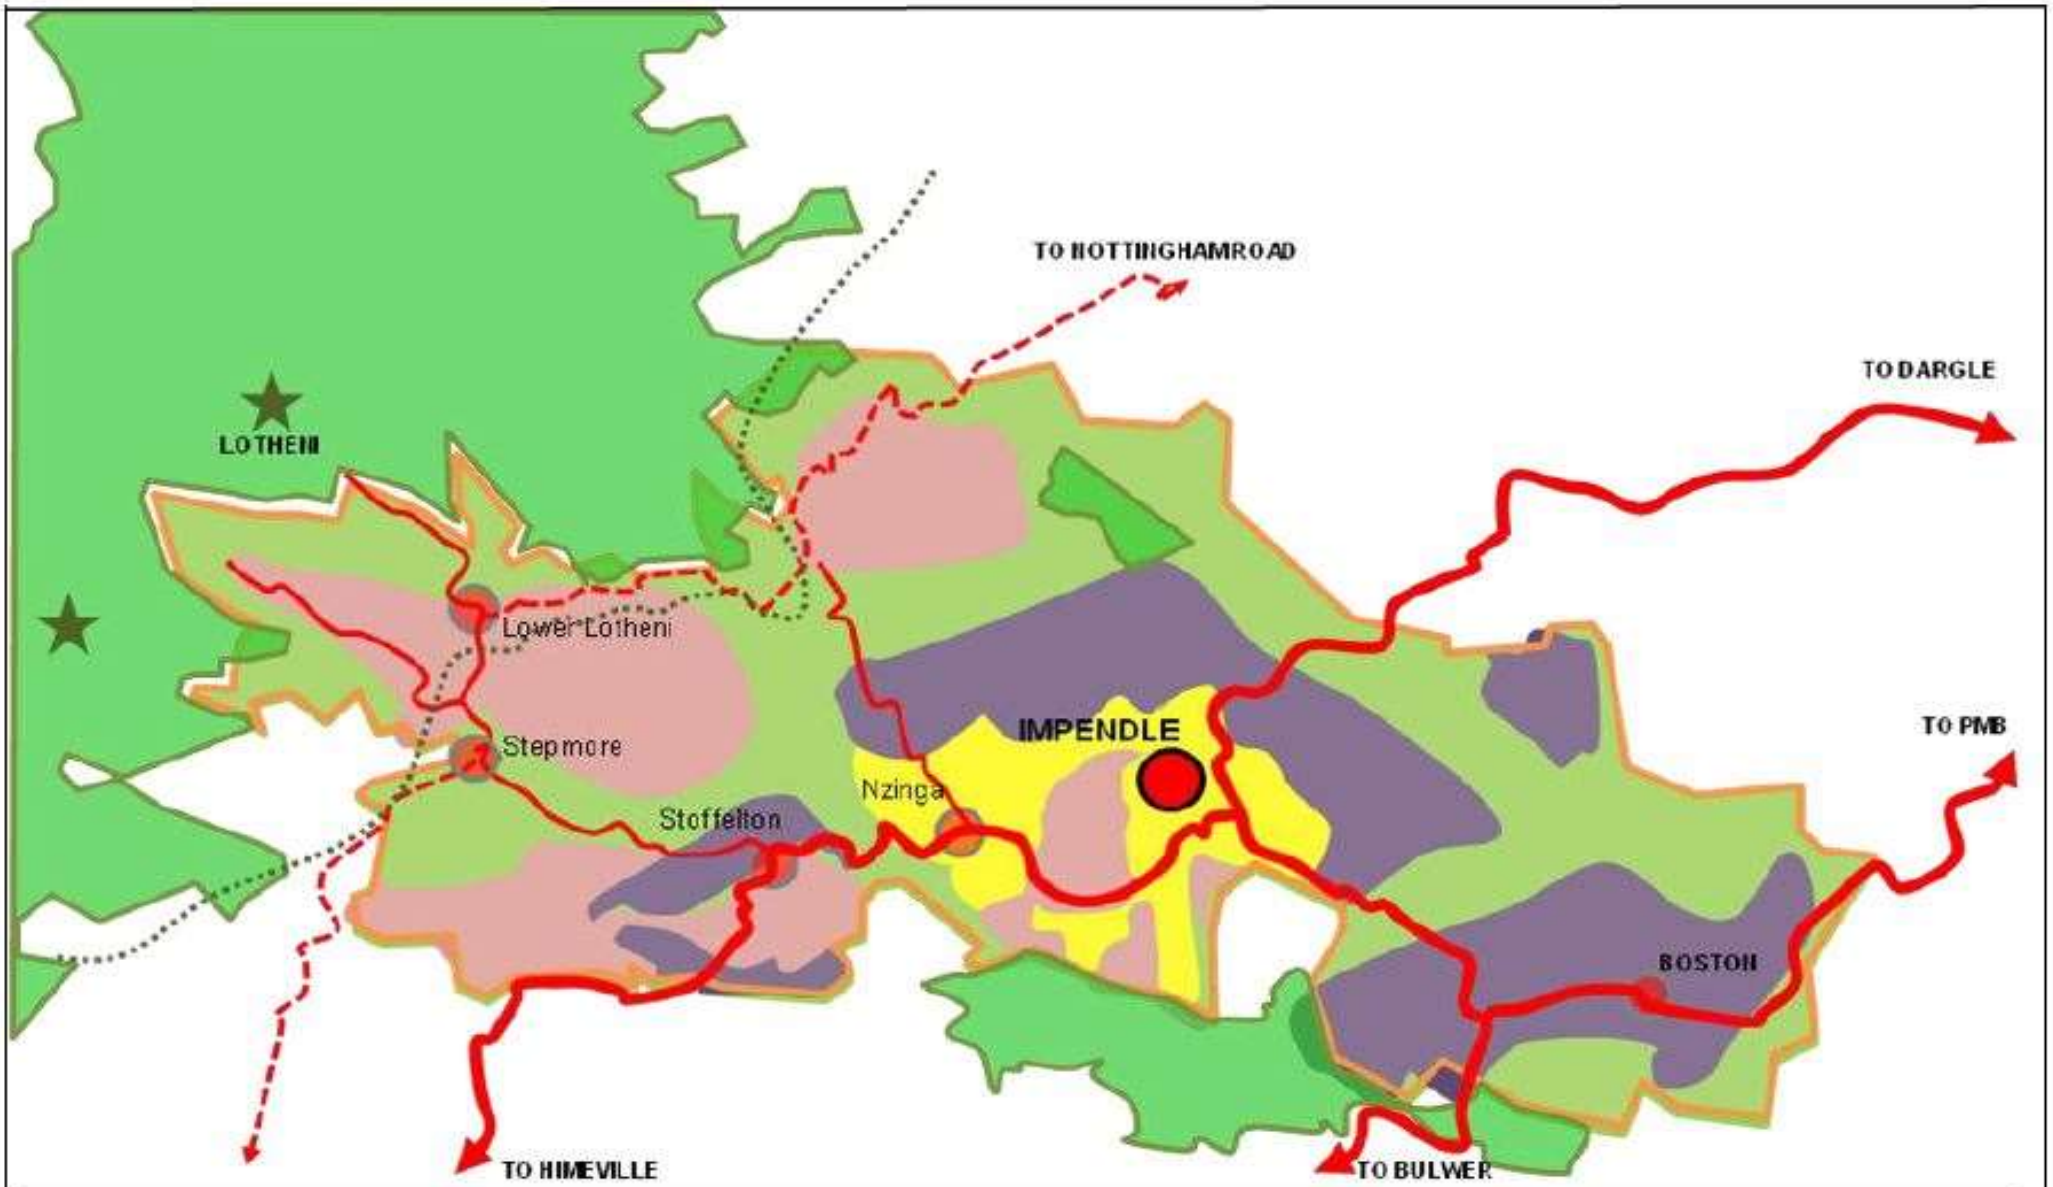 TO NOTTINGHAMROAD
TO DARGLE
LOTHENI
Lower Lotheni
IMPENDLE
TO PMB
Stepmore
Nzinga
Stoffelton
BOSTON
TO HIMEVILLE
TO BULWER